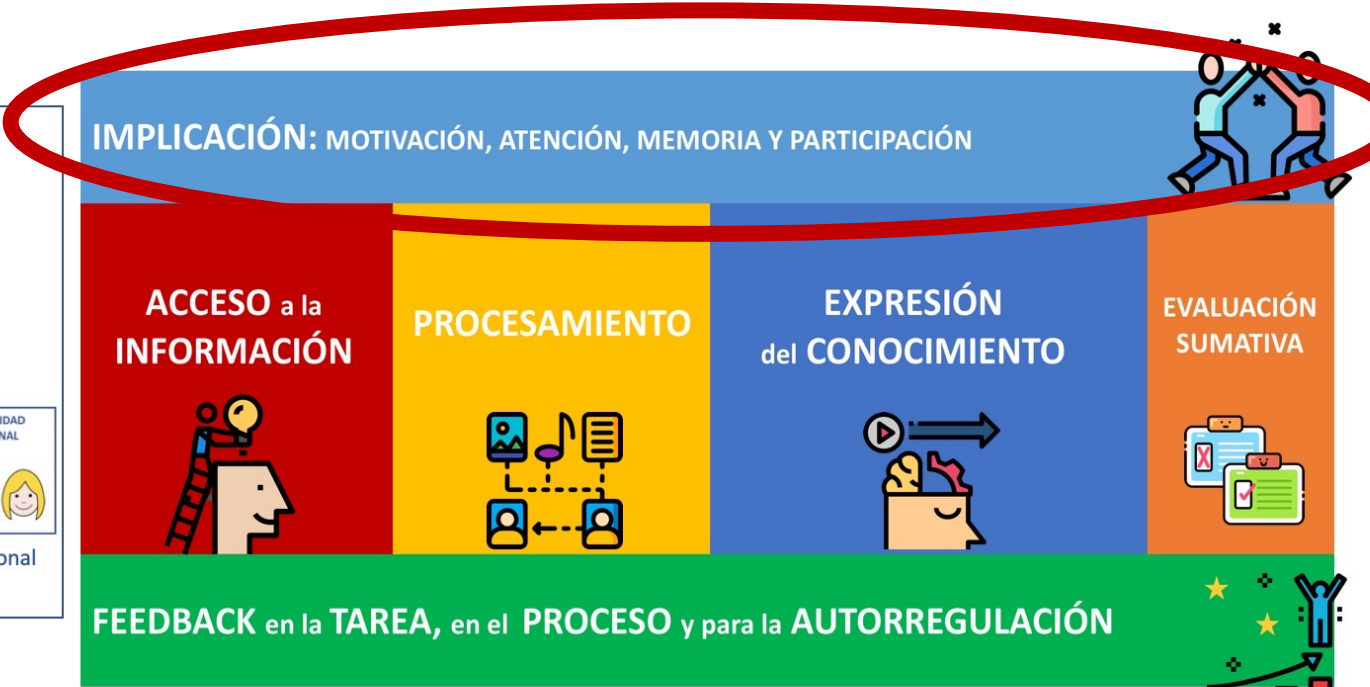 IMPLICACIÓN: MOTIVACIÓN, ATENCIÓN, MEMORIA Y PARTICIPACIÓN
ACCESO a la
INFORMACIÓN
PROCESAMIENTO
EXPRESIÓN
del CONOCIMIENTO
EVALUACIÓN
SUMATIVA
FEEDBACK en la TAREA, en el PROCESO y para la AUTORREGULACIÓN